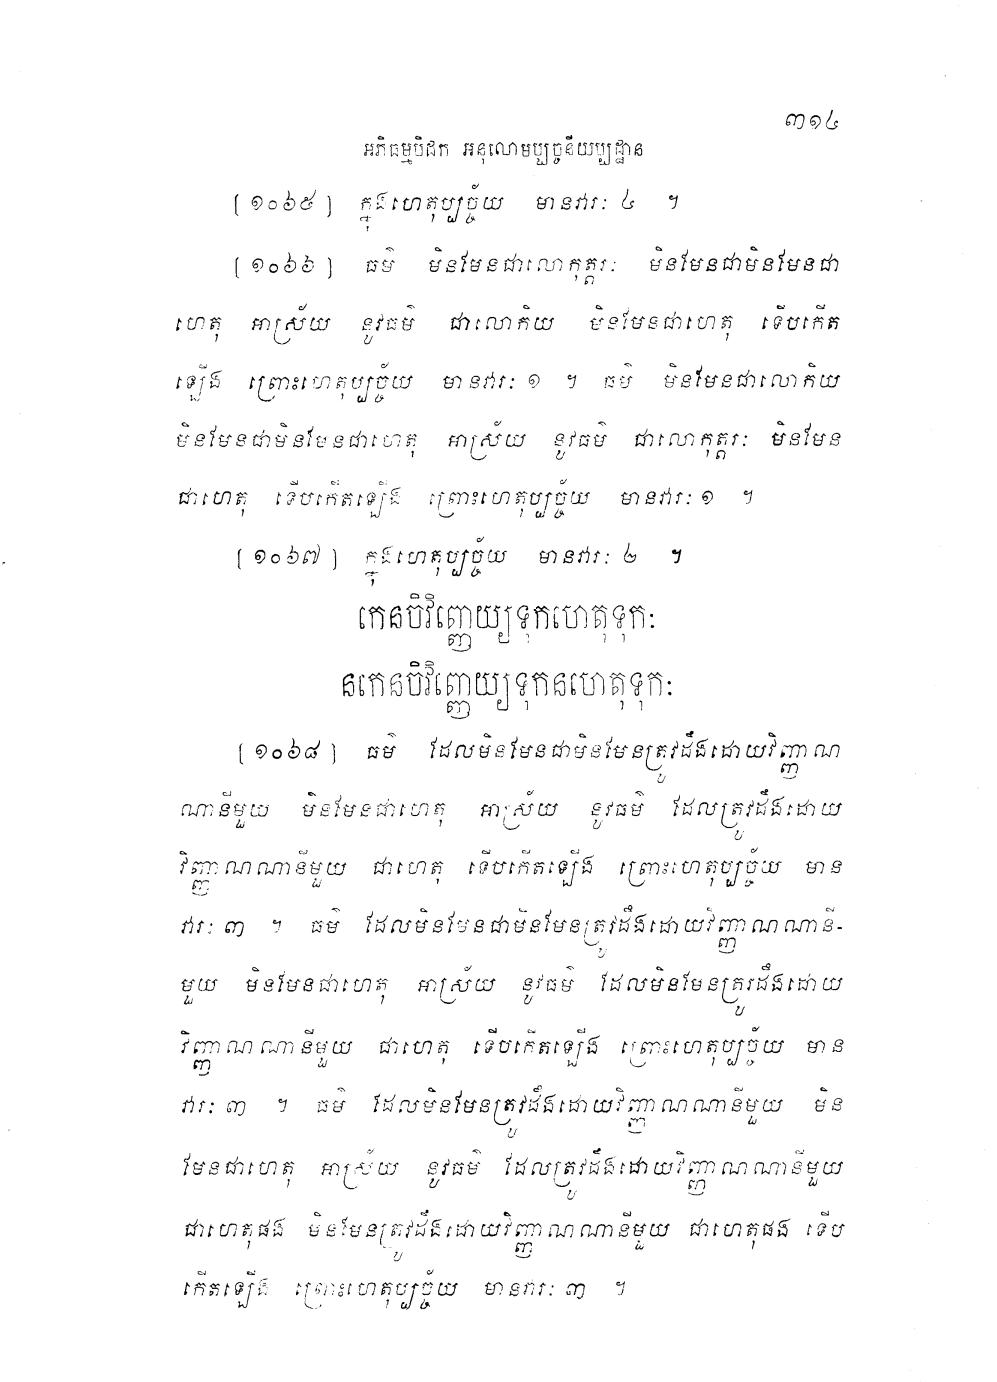 ៣១៤
អភិធម្មបិដក អនុលោមប្បច្ចនីយប្បដ្ឋាន
[១០៦៥] ក្នុងហេតុប្បច្ច័យ មានវារៈ ៤ ។
[១០៦៦] ធម៌ មិនមែនជាលោកុត្តរៈ មិនមែនជាមិនមែនជា
ហេតុ អាស្រ័យ នូវធម៌ ជាលោកិយ មិនមែនជាហេតុ ទើបកើត
ឡើង ព្រោះហេតុប្បច្ច័យ មានវារៈ ១ ។ ធម៌ មិនមែនជាលោកិយ
មិនមែនជាមិនមែនជាហេតុ អាស្រ័យ នូវធម៌ ជាលោកុត្តរៈ មិនមែន
ជាហេតុ ទើបកើតឡើង ព្រោះហេតុប្បច្ច័យ មានវារៈ ១ ។
[១០៦៧] ក្នុងហេតុប្បច្ច័យ មានវារៈ ២ ។
កេនចិវិញ្ញេយ្យទុកហេតុទុកៈ
នកេនចិវិញ្ញេយ្យទុកនហេតុទុកៈ
[១០៦៨] ធម៌ ដែលមិនមែនជាមិនមែនត្រូវដឹងដោយវិញ្ញាណ
ណានីមួយ មិនមែនជាហេតុ អាស្រ័យ នូវធម៌ ដែលត្រូវដឹងដោយ
វិញ្ញាណណានីមួយ ជាហេតុ ទើបកើតឡើង ព្រោះហេតុប្បច្ច័យ មាន
វារៈ ៣ ។ ធម៌ ដែលមិនមែនជាមិនមែនត្រូវដឹងដោយវិញ្ញាណណានី-
មួយ មិនមែនជាហេតុ អាស្រ័យ នូវធម៌ ដែលមិនមែនត្រូវដឹងដោយ
វិញ្ញាណណានីមួយ ជាហេតុ ទើបកើតឡើង ព្រោះហេតុប្បច្ច័យ មាន
វារៈ ៣ ។ ធម៌ ដែលមិនមែនត្រូវដឹងដោយវិញ្ញាណណានីមួយ មិន
មែនជាហេតុ អាស្រ័យ នូវធម៌ ដែលត្រូវដឹងដោយវិញ្ញាណណានីមួយ
ជាហេតុផង មិនមែនត្រូវដឹងដោយវិញ្ញាណណានីមួយ ជាហេតុផង ទើប
កើតឡើង ព្រោះហេតុប្បច្ច័យ មានវារៈ ៣ ។